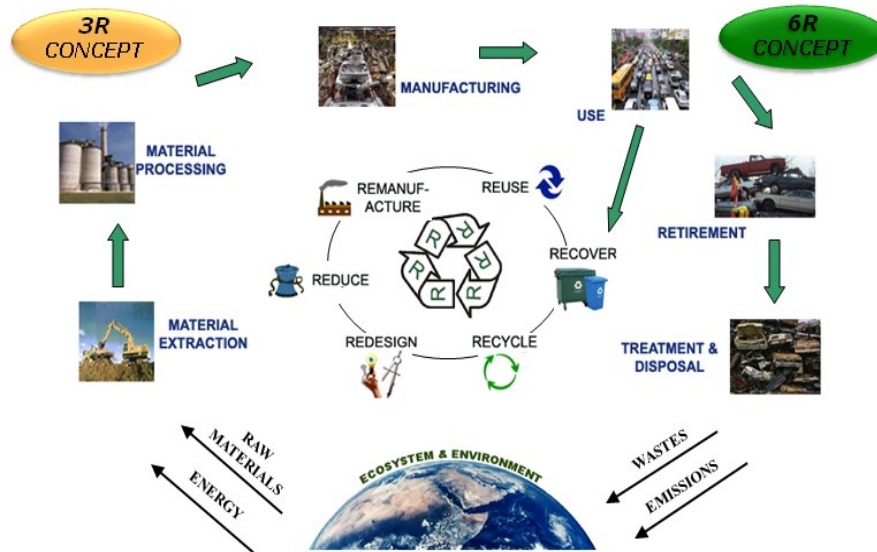 3R
CONCEPT
6R
CONCEPT
MANUFACTURING
USE
MATERIAL
PROCESSING
REMANUF-
ACTURE
REUSE
RETIREMENT
REDUCE
RECOVER
MATERIAL
EXTRACTION
REDESIGN
RECYCLE
TREATMENT &
DISPOSAL
R
R
R
R
R
R
RAW
MATERIALS
ENERGY
ECOSYSTEM & ENVIRONMENT
WASTES
EMISSIONS